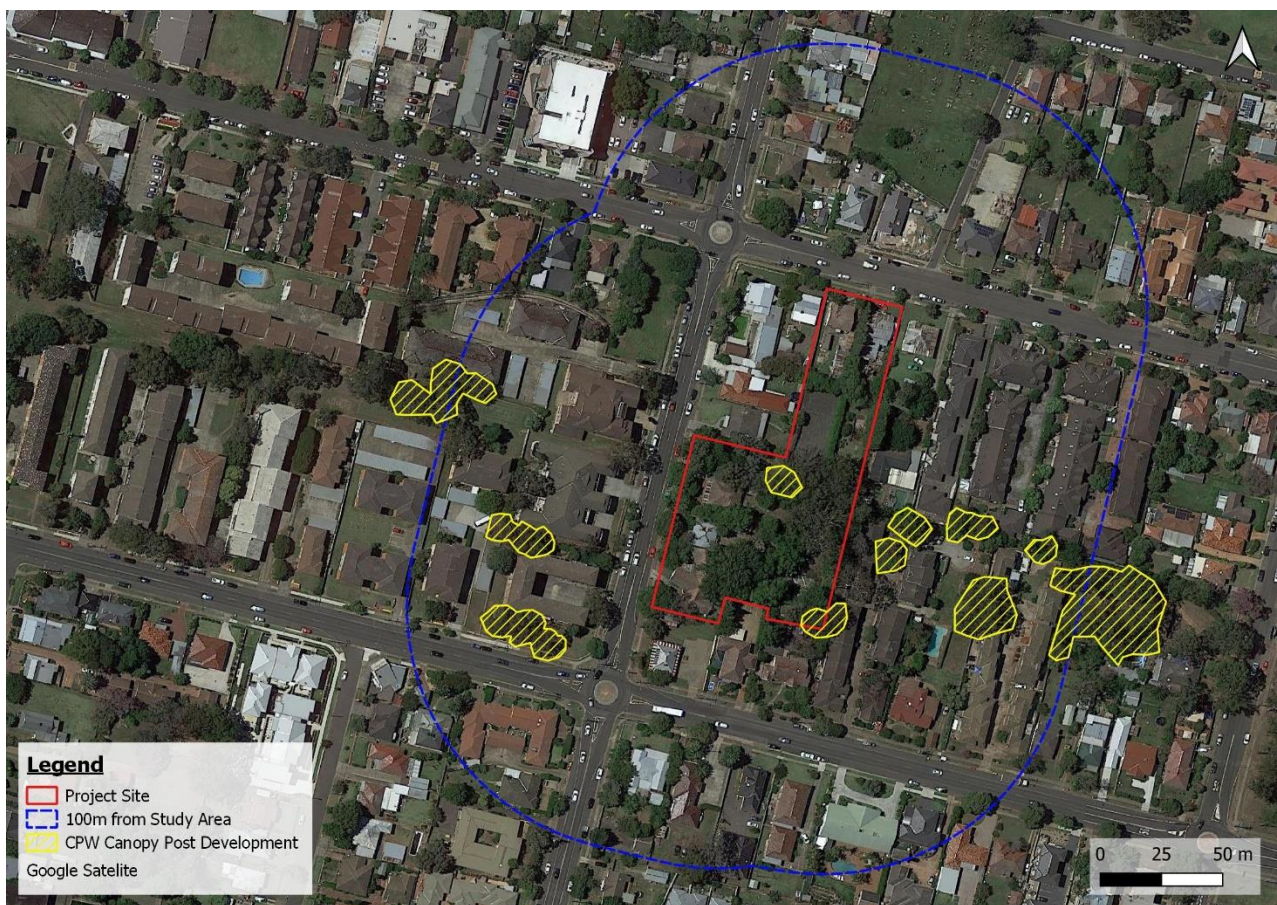 Legend
Project Site
100m from Study Area
CPW Canopy Post Development
Google Satelite
0 25 50 m